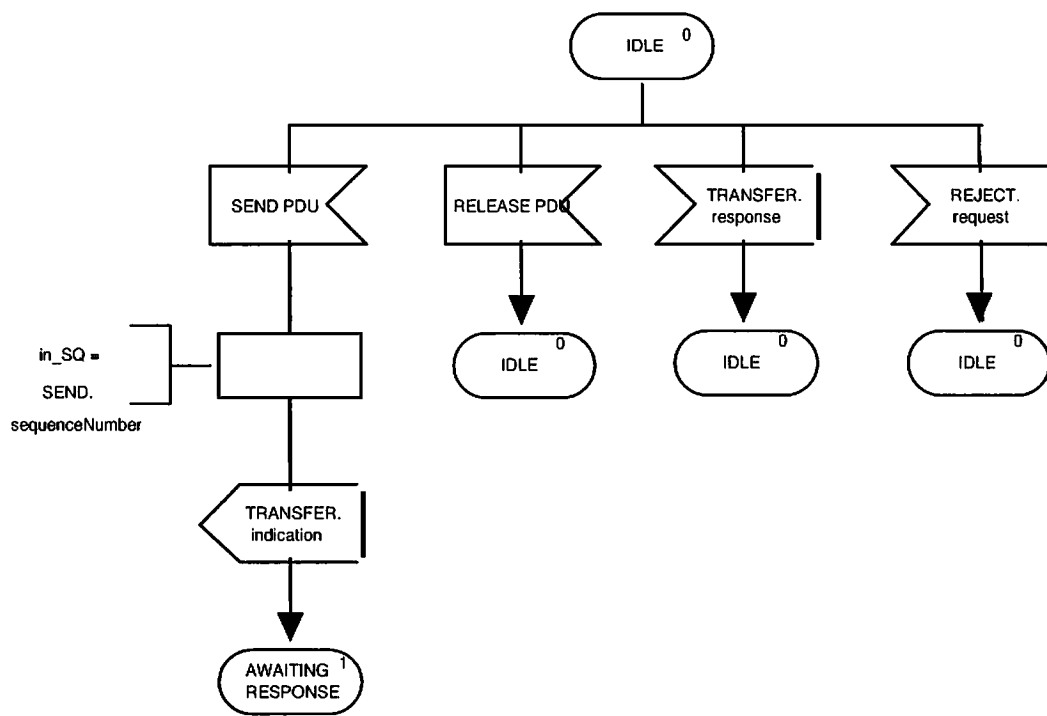 IDLE 0
SEND PDU
RELEASE PDU
TRANSFER.
response
REJECT.
request
in_SQ =
SEND.
sequenceNumber
IDLE 0
IDLE 0
IDLE 0
TRANSFER.
indication
AWAITING 1
RESPONSE